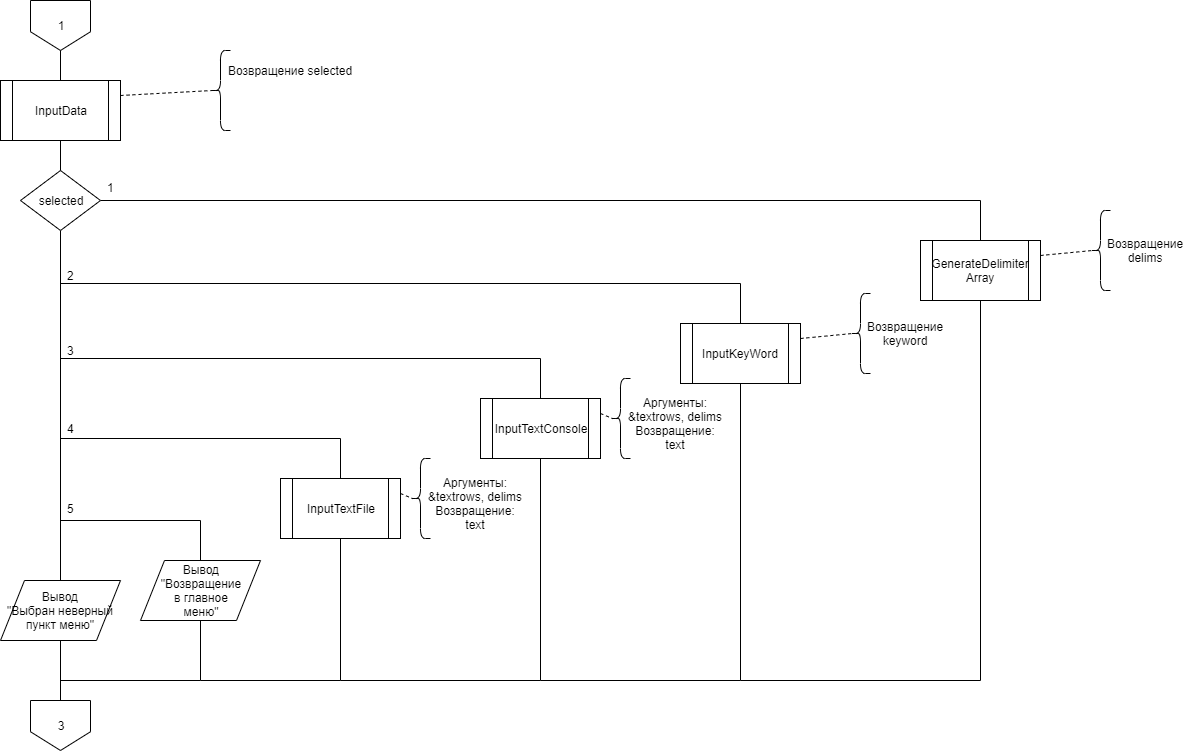 1
Возвращение selected
InputData
1
selected
Возвращение
delims
GenerateDelimiter
Array
2
Возвращение
keyword
InputKeyWord
3
Аргументы:
&textrows, delims
Возвращение:
text
InputTextConsole
4
Аргументы:
&textrows, delims
Возвращение:
text
InputTextFile
5
Вывод
"Возвращение
в главное
меню"
Вывод
"Выбран неверный
пункт меню"
3